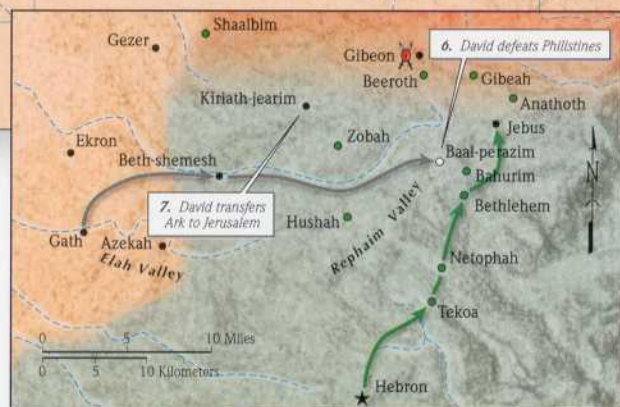 Shaalbim
Gezer
Gibeon
Beeroth
6. David defeats Philistines
Gibeah
Anathoth
Kiriath-jearim
Jebus
Ekron
Zobah
Beth-shemesh
Baal-perazim
Bahurim
7. David transfers
Ark to Jerusalem
Hushah
Rephaim Valley
Bethlehem
Gath
Azekah
Elah Valley
Netophah
N
Tekoa
0 5 10 Miles
0 5 10 Kilometers
Hebron